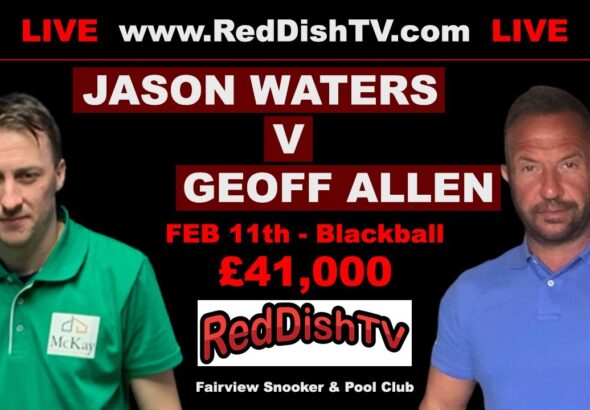 LIVE www.RedDishTV.com LIVE
JASON WATERS
V
GEOFF ALLEN
FEB 11th - Blackball
£41,000
RedDishTv
McKay
Fairview Snooker & Pool Club